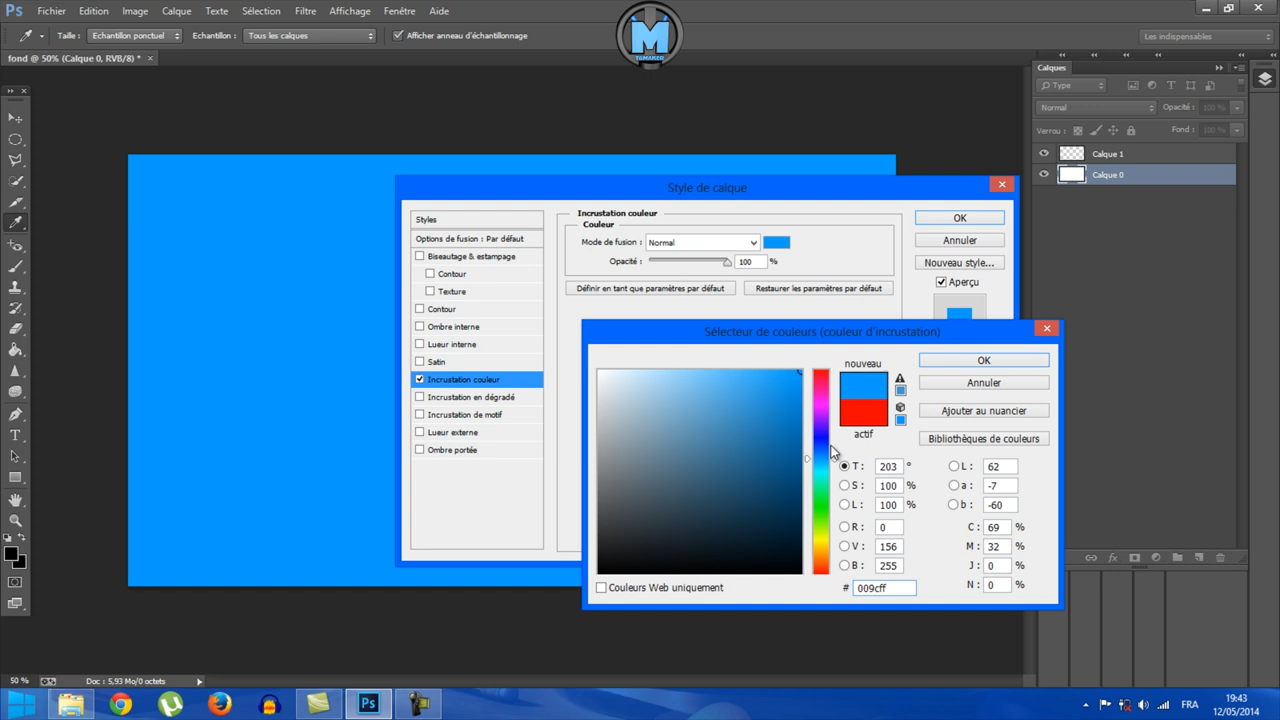 Ps Fichier Edition Image Calque Texte Sélection Filtre Affichage Fenêtre Aide
Taille : Echantillon ponctuel Echantillon : Tous les calques Afficher anneau d'échantillonnage
M
TGMAKER
Les indispensables
fond @ 50% (Calque 0, RVB/8) * ×
Calques
Type
Normal Opacité : 100 %
Verrou : Fond : 100 %
Calque 1
Calque 0
Style de calque
Styles
Options de fusion : Par défaut
Biseautage & estampage
Contour
Texture
Contour
Ombre interne
Lueur interne
Satin
Incrustation couleur
Incrustation en dégradé
Incrustation de motif
Lueur externe
Ombre portée
Incrustation couleur
Couleur
Mode de fusion : Normal
Opacité : 100 %
Définir en tant que paramètres par défaut Restaurer les paramètres par défaut
OK
Annuler
Nouveau style...
Aperçu
Sélecteur de couleurs (couleur d'incrustation)
nouveau
actif
OK
Annuler
Ajouter au nuancier
Bibliothèques de couleurs
T : 203 ° L : 62
S : 100 % a : -7
L : 100 % b : -60
R : 0 C : 69 %
V : 156 M : 32 %
B : 255 J : 0 %
# 009cff N : 0 %
Couleurs Web uniquement
50 % Doc : 5,93 Mo/0 octets
fx
Ps
FRA
19:43
12/05/2014